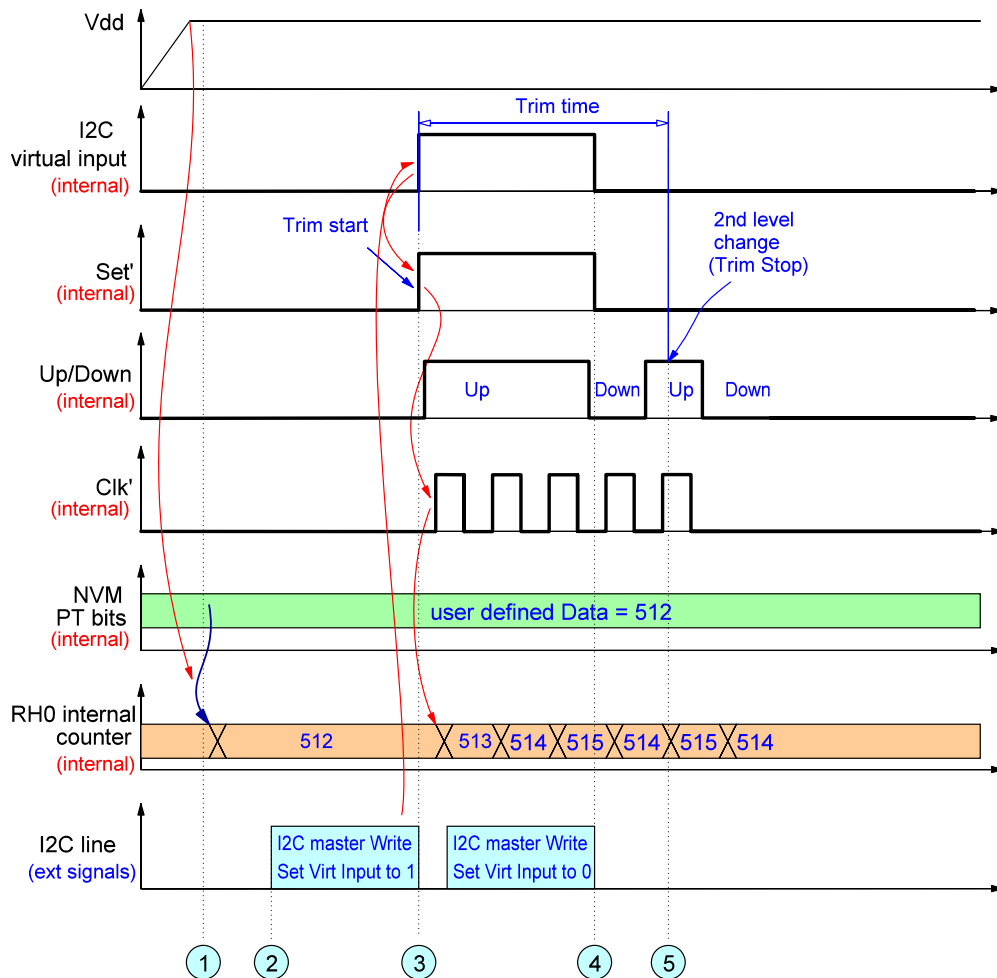 Vdd
Trim time
I2C
virtual input
(internal)
Trim start
2nd level
change
(Trim Stop)
Set'
(internal)
Up/Down
(internal)
Up
Down
Up
Down
Clk'
(internal)
NVM
PT bits
(internal)
user defined Data = 512
RH0 internal
counter
(internal)
512
513
514
515
514
515
514
I2C line
(ext signals)
I2C master Write
Set Virt Input to 1
I2C master Write
Set Virt Input to 0
1
2
3
4
5